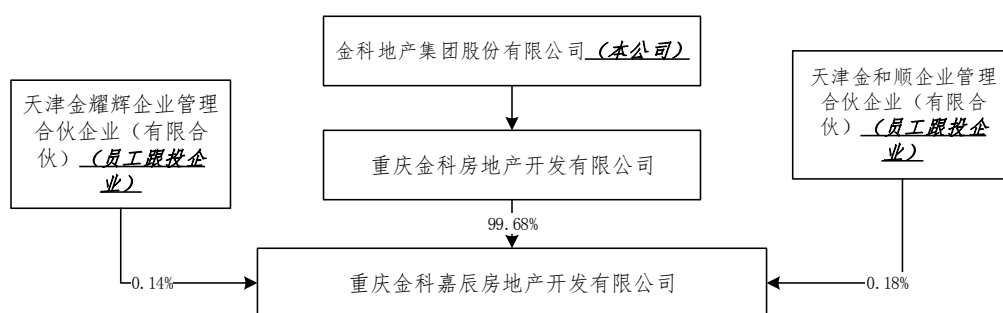 金科地产集团股份有限公司（本公司）
天津金耀辉企业管理
合伙企业（有限合
伙）（员工跟投企
业）
天津金和顺企业管理
合伙企业（有限合
伙）（员工跟投企
业）
重庆金科房地产开发有限公司
99.68%
重庆金科嘉辰房地产开发有限公司
0.14%
0.18%